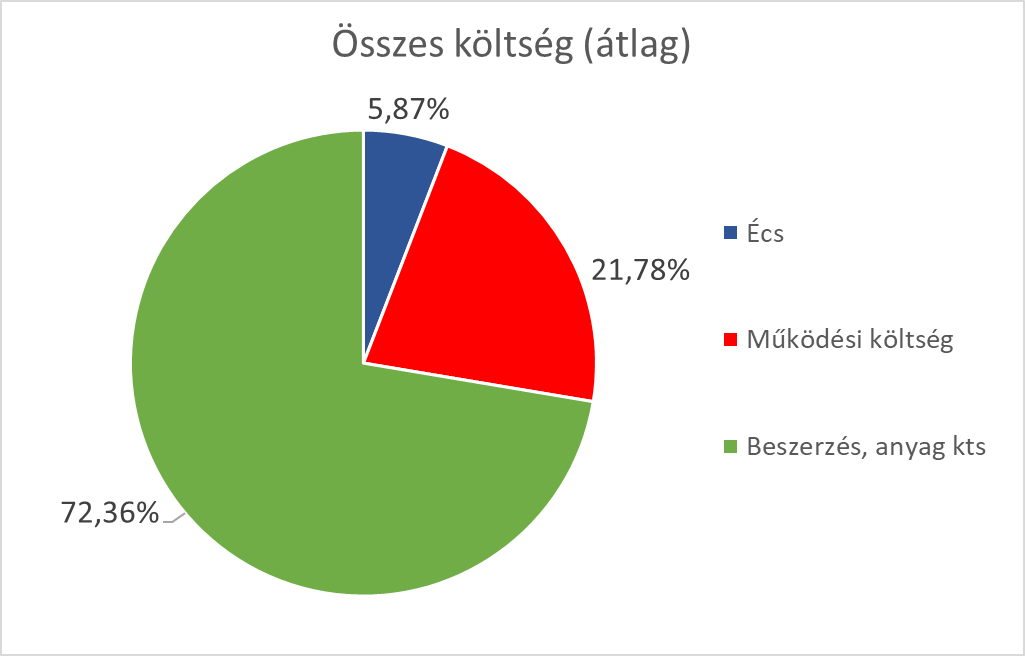 Összes költség (átlag)
5,87%
21,78%
72,36%
Écs
Működési költség
Beszerzés, anyag kts